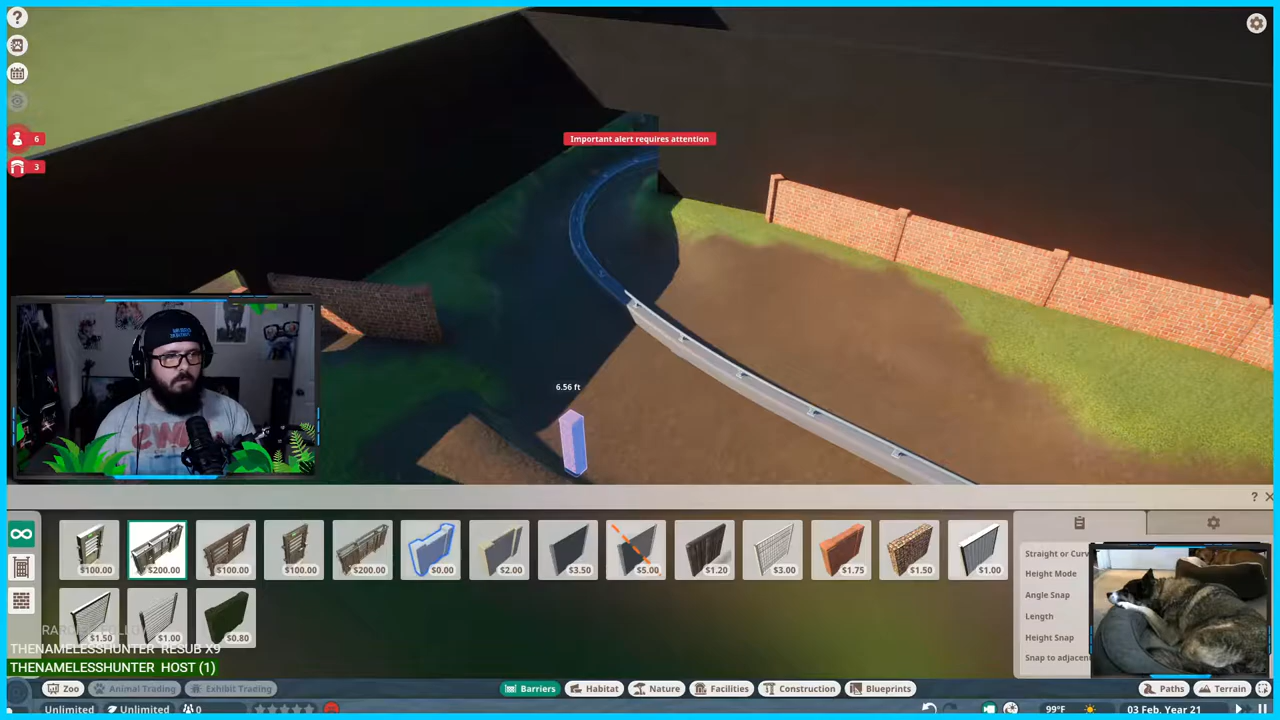 ?
6
3
Important alert requires attention
6.56 ft
?
$100.00
$200.00
$100.00
$100.00
$200.00
$0.00
$2.00
$3.50
$5.00
$1.20
$3.00
$1.75
$1.50
$1.00
$1.50
$1.00
$0.80
Straight or Curv
Height Mode
Angle Snap
Length
Height Snap
Snap to adjacen
THENAMELESSHUNTER RESUB X9
THENAMELESSHUNTER HOST (1)
Zoo
Animal Trading
Exhibit Trading
Barriers
Habitat
Nature
Facilities
Construction
Blueprints
Paths
Terrain
Unlimited
Unlimited
0
99°F
03 Feb, Year 21